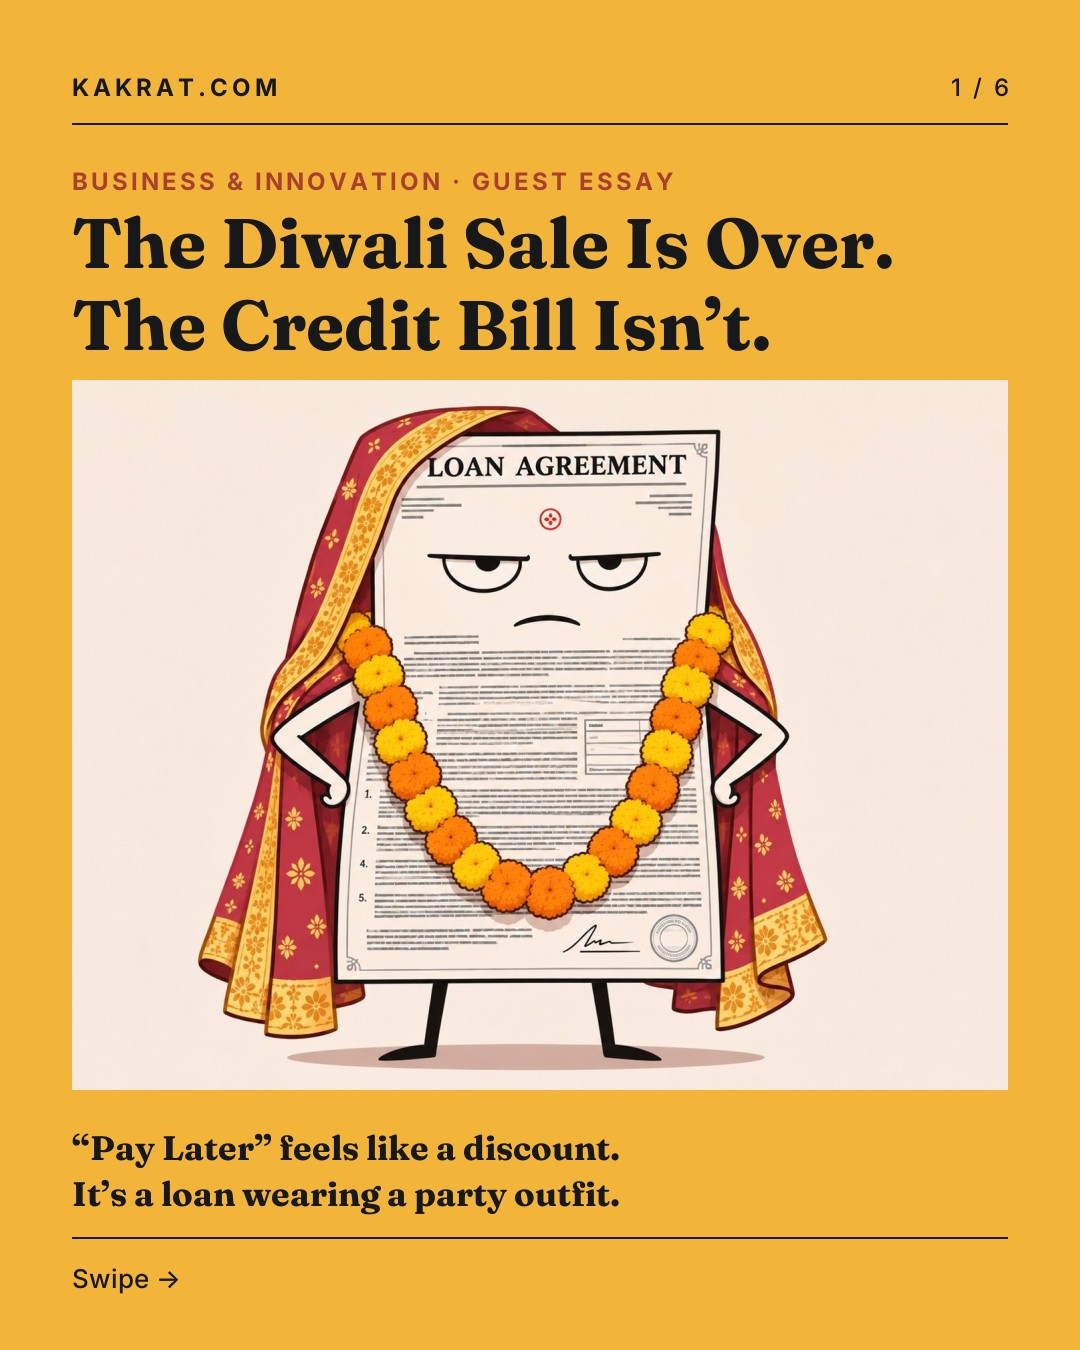 KAKRAT.COM
1 / 6
BUSINESS & INNOVATION · GUEST ESSAY
The Diwali Sale Is Over.
The Credit Bill Isn’t.
LOAN AGREEMENT
1.
2.
4.
5.
“Pay Later” feels like a discount.
It’s a loan wearing a party outfit.
Swipe →